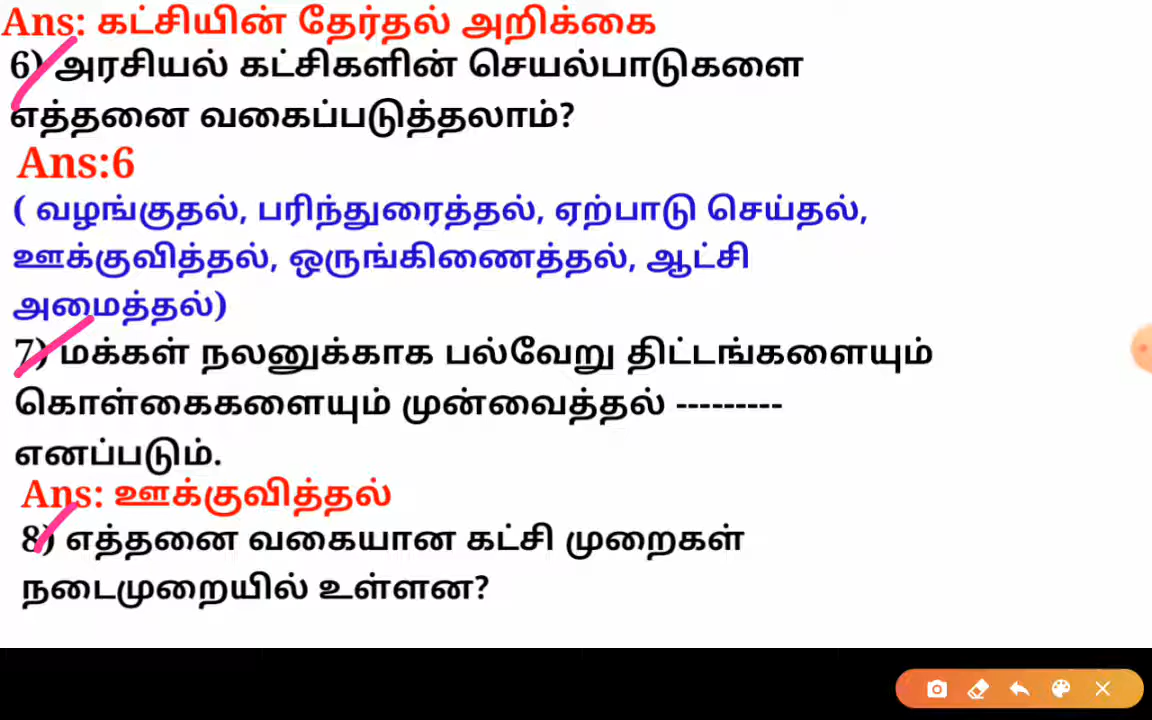 Ans: கட்சியின் தேர்தல் அறிக்கை
6) அரசியல் கட்சிகளின் செயல்பாடுகளை
எத்தனை வகைப்படுத்தலாம்?
Ans:6
( வழங்குதல், பரிந்துரைத்தல், ஏற்பாடு செய்தல்,
ஊக்குவித்தல், ஒருங்கிணைத்தல், ஆட்சி
அமைத்தல்)
7) மக்கள் நலனுக்காக பல்வேறு திட்டங்களையும்
கொள்கைகளையும் முன்வைத்தல் ---------
எனப்படும்.
Ans: ஊக்குவித்தல்
8) எத்தனை வகையான கட்சி முறைகள்
நடைமுறையில் உள்ளன?